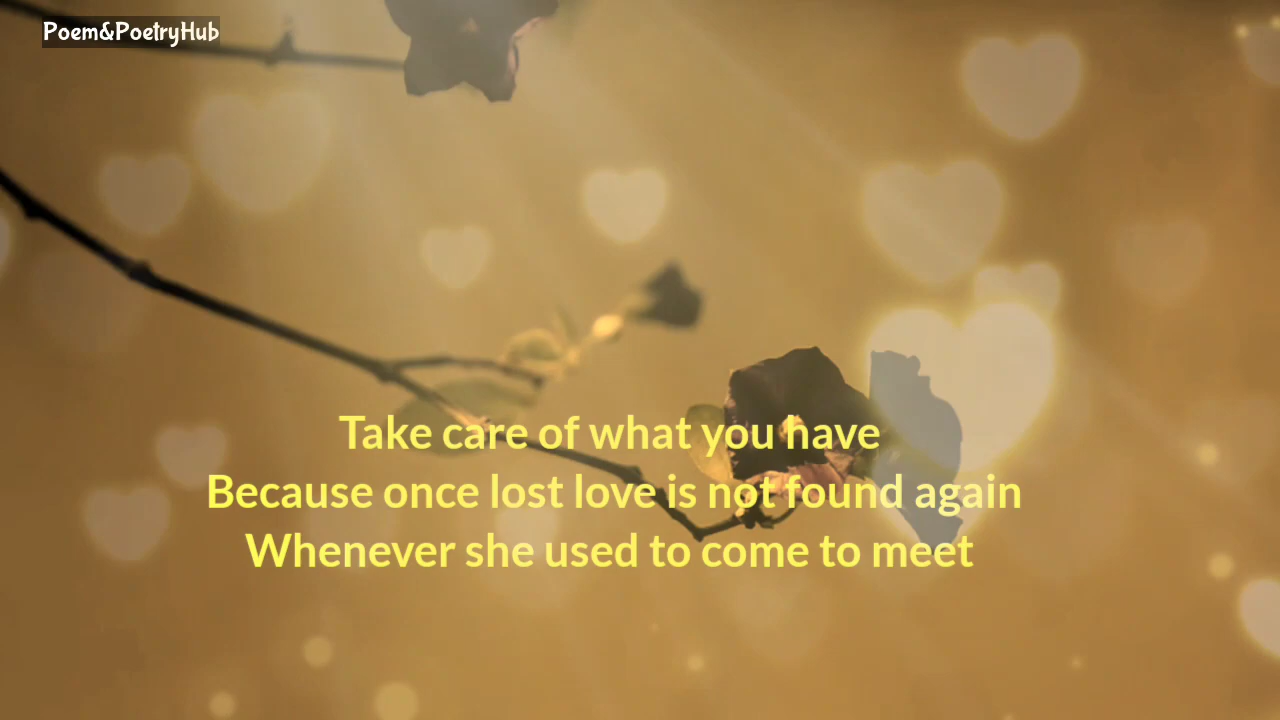 Poem&PoetryHub
Take care of what you have
Because once lost love is not found again
Whenever she used to come to meet